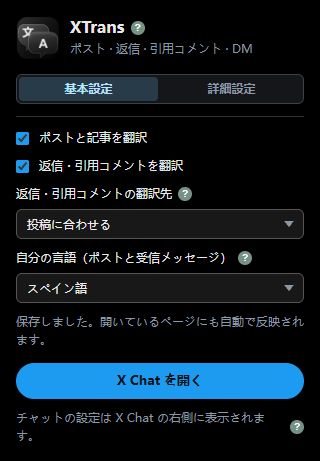 XTrans ?
ポスト・返信・引用コメント・DM
基本設定
詳細設定
ポストと記事を翻訳
返信・引用コメントを翻訳
返信・引用コメントの翻訳先 ?
投稿に合わせる
自分の言語（ポストと受信メッセージ） ?
スペイン語
保存しました。開いているページにも自動で反映されま
す。
X Chat を開く
チャットの設定は X Chat の右側に表示されま
す。 ?